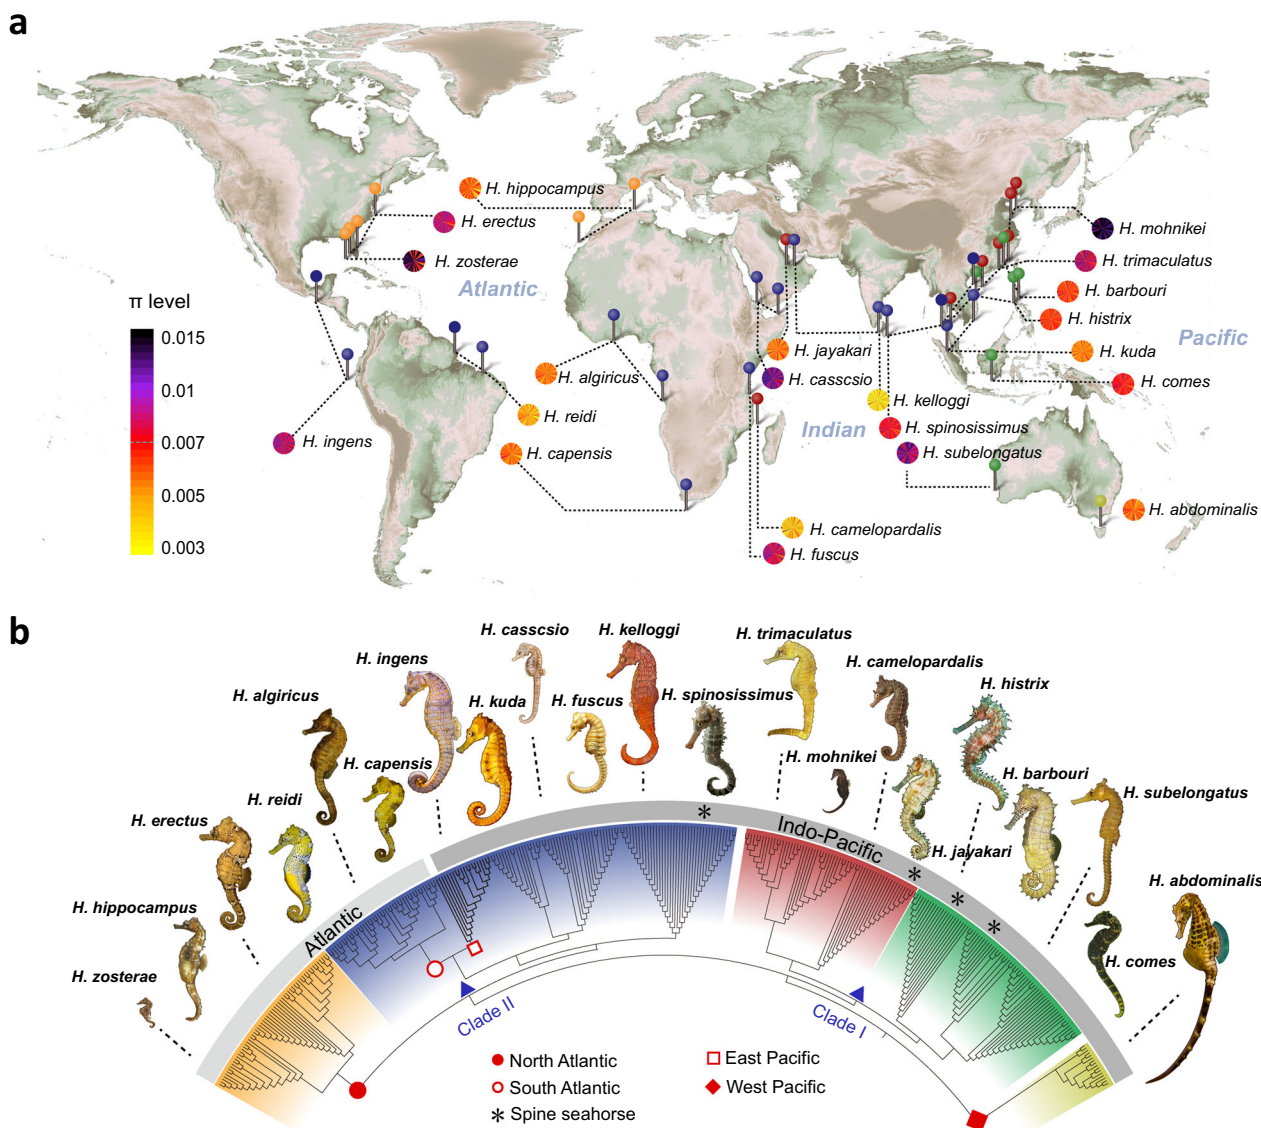 a
H. hippocampus
H. erectus
H. zosterae
Atlantic
H. mohnikei
H. trimaculatus
H. barbouri
H. histrix
Pacific
H. kuda
H. comes
π level
0.015
0.01
0.007
0.005
0.003
H. jayakari
H. casscsio
H. algiricus
H. kelloggi
H. reidi
Indian
H. spinosissimus
H. ingens
H. capensis
H. subelongatus
H. abdominalis
H. camelopardalis
H. fuscus
b
H. casscsio
H. kelloggi
H. trimaculatus
H. ingens
H. camelopardalis
H. histrix
H. algiricus
H. kuda
H. fuscus
H. spinosissimus
H. capensis
H. mohnikei
H. barbouri
H. subelongatus
H. reidi
H. erectus
Indo-Pacific
H. jayakari
H. abdominalis
H. hippocampus
Atlantic
H. comes
H. zosterae
Clade II
Clade I
North Atlantic
East Pacific
South Atlantic
West Pacific
* Spine seahorse